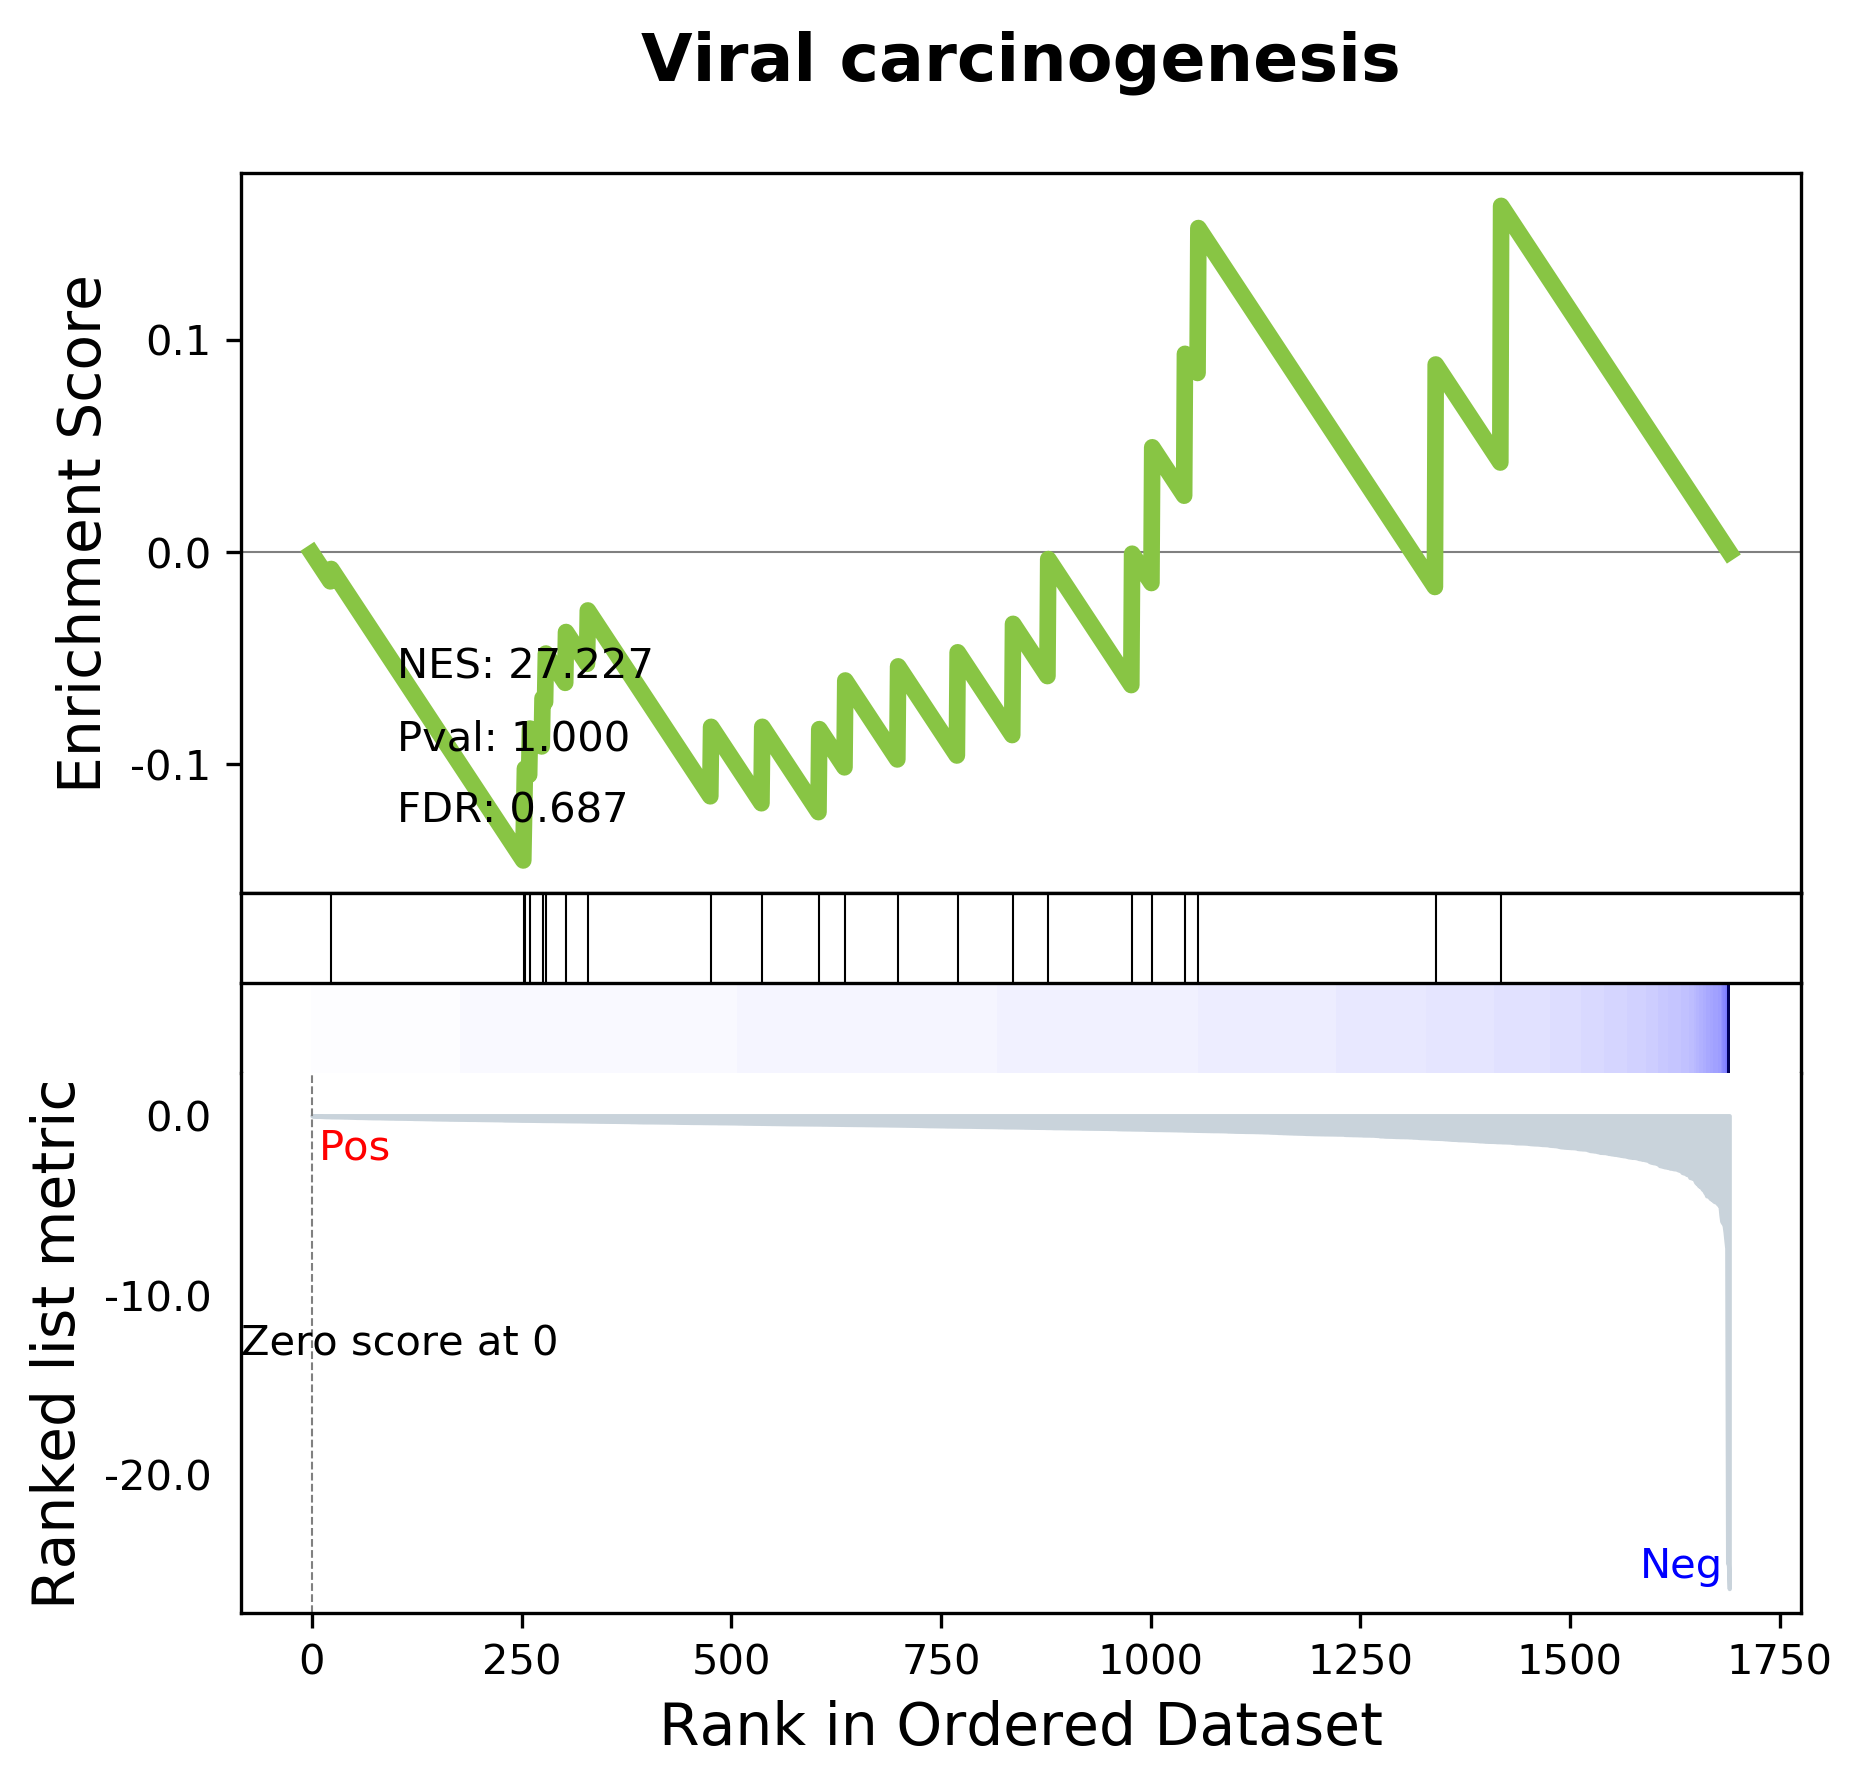 Viral carcinogenesis
Enrichment Score
0.1
0.0
-0.1
NES: 27.227
Pval: 1.000
FDR: 0.687
Ranked list metric
0.0
-10.0
-20.0
Pos
Zero score at 0
Neg
0 250 500 750 1000 1250 1500 1750
Rank in Ordered Dataset